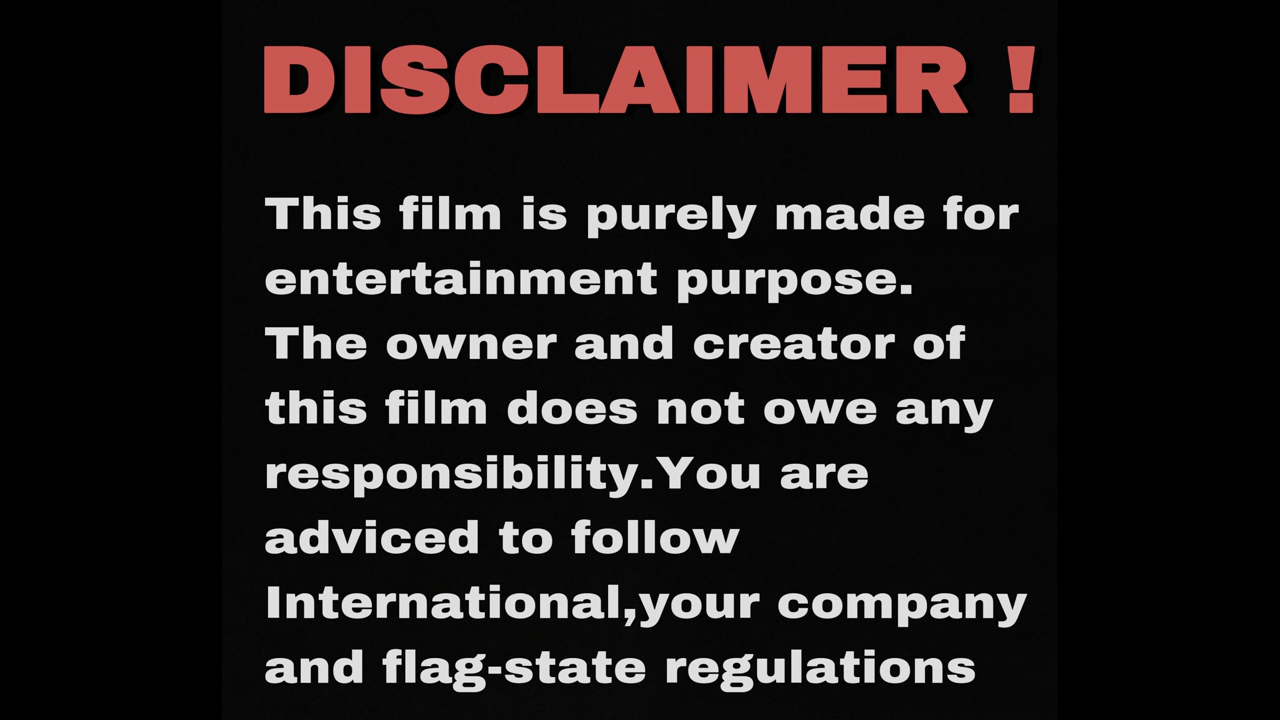 DISCLAIMER !
This film is purely made for
entertainment purpose.
The owner and creator of
this film does not owe any
responsibility.You are
adviced to follow
International,your company
and flag-state regulations